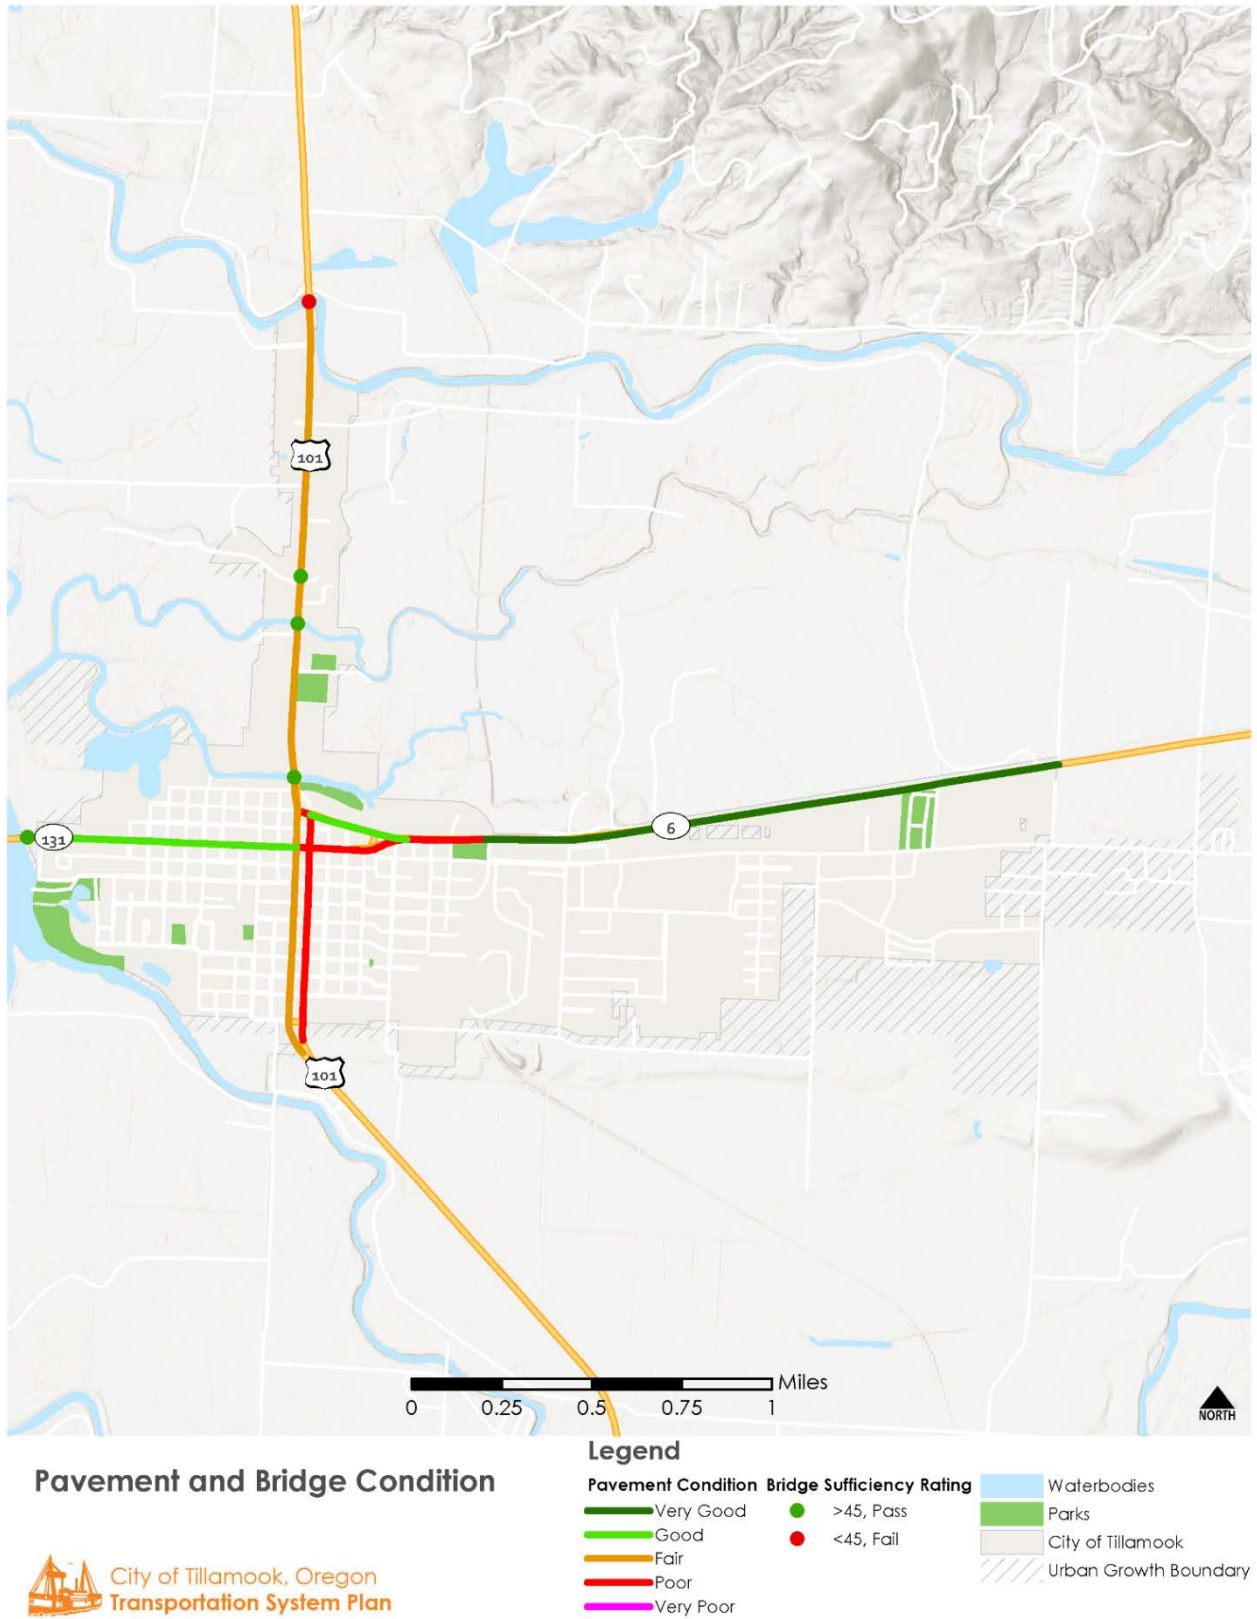 101
131
6
101
Miles
0 0.25 0.5 0.75 1
NORTH
Pavement and Bridge Condition
City of Tillamook, Oregon
Transportation System Plan
Legend
Pavement Condition
Very Good
Good
Fair
Poor
Very Poor
Bridge Sufficiency Rating
>45, Pass
<45, Fail
Waterbodies
Parks
City of Tillamook
Urban Growth Boundary